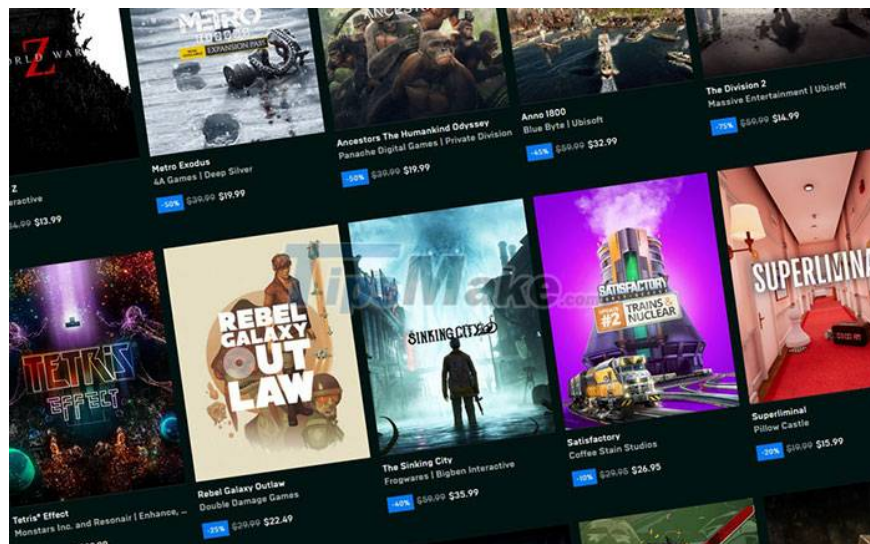 WORLD WAR
Z
Z
eractive
$13.99
METRO
EXODUS
EXPANSION PASS
Metro Exodus
4A Games | Deep Silver
-50% $39.99 $19.99
Ancestors The Humankind Odyssey
Panache Digital Games | Private Division
-50% $39.99 $19.99
Anno 1800
Blue Byte | Ubisoft
-45% $59.99 $32.99
The Division 2
Massive Entertainment | Ubisoft
-75% $59.99 $14.99
TipsMake.com
TETRIS
EFFECT
Tetris® Effect
Monstars Inc. and Resonair | Enhance, ...
REBEL
GALAXY
OUT
LAW
Rebel Galaxy Outlaw
Double Damage Games
-25% $29.99 $22.49
THE
SINKING CITY
The Sinking City
Frogwares | Bigben Interactive
-40% $59.99 $35.99
SATISFACTORY
UPDATE
#2
TRAINS &
NUCLEAR
Satisfactory
Coffee Stain Studios
-10% $29.95 $26.95
SUPERLIMINA
Superliminal
Pillow Castle
-20% $19.99 $15.99